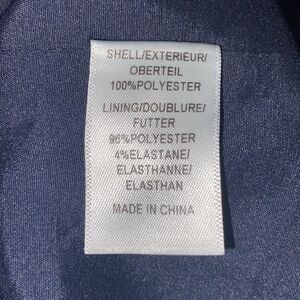 SHELL/EXTERIEUR/
OBERTEIL
100%POLYESTER
LINING/DOUBLURE/
FUTTER
96%POLYESTER
4%ELASTANE/
ELASTHANNE/
ELASTHAN
MADE IN CHINA